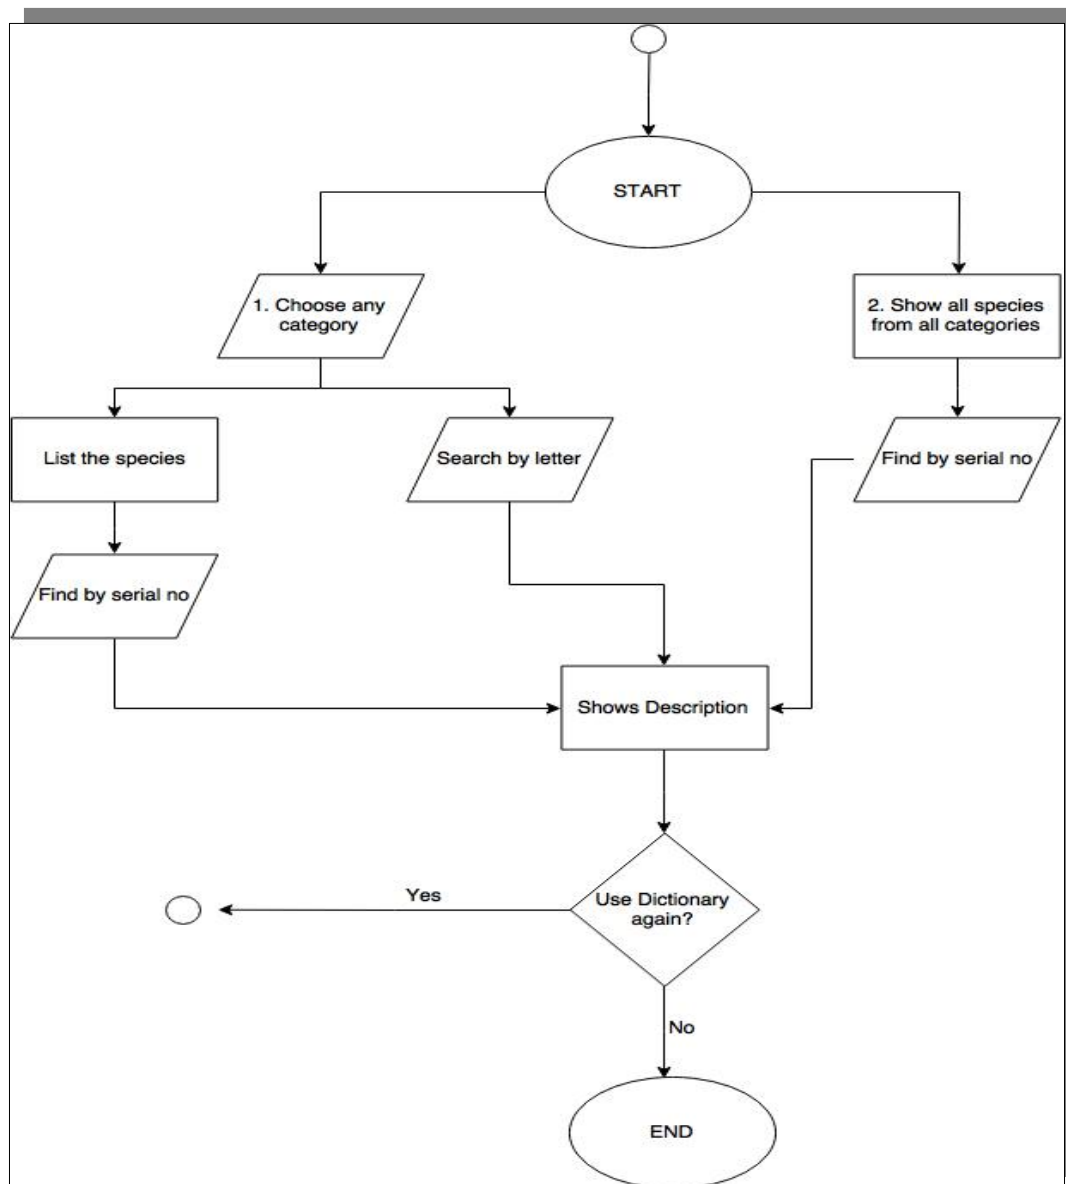 START
1. Choose any
category
2. Show all species
from all categories
List the species
Search by letter
Find by serial no
Find by serial no
Shows Description
Use Dictionary
again?
Yes
No
END